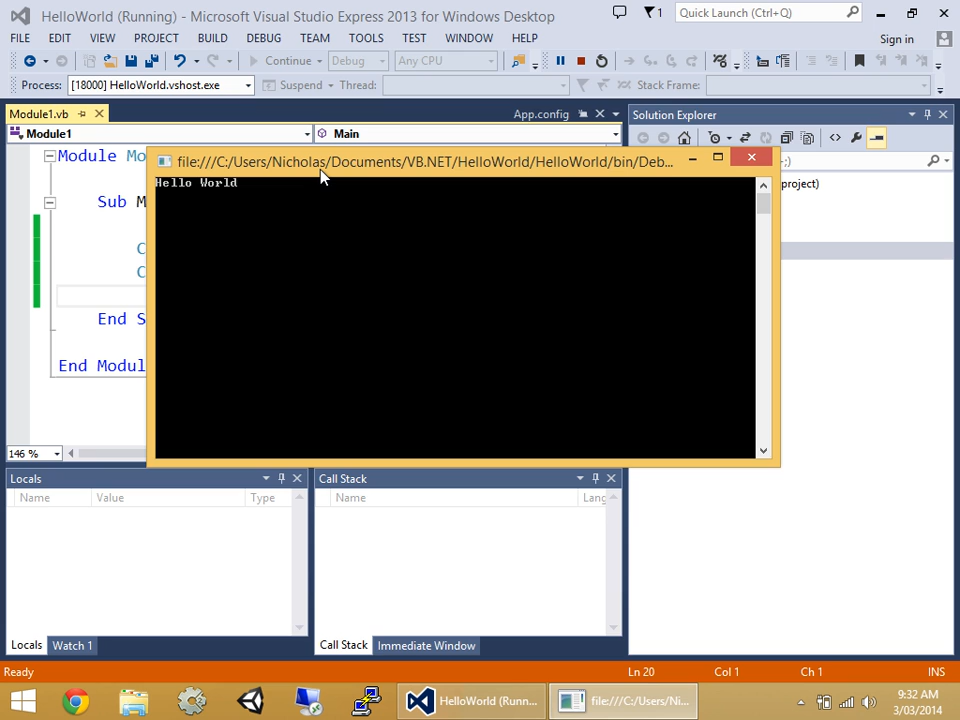 HelloWorld (Running) - Microsoft Visual Studio Express 2013 for Windows Desktop
1
Quick Launch (Ctrl+Q)
FILE EDIT VIEW PROJECT BUILD DEBUG TEAM TOOLS TEST WINDOW HELP
Sign in
Continue Debug Any CPU
Process: [18000] HelloWorld.vshost.exe Suspend Thread: Stack Frame:
Module1.vb
App.config
Solution Explorer
Module1
Main
Module Mo
file:///C:/Users/Nicholas/Documents/VB.NET/HelloWorld/HelloWorld/bin/Deb...
;)
Hello World
project)
Sub M
C
C
End S
End Modul
146 %
Locals
Call Stack
Name Value Type
Name Lang
Locals Watch 1
Call Stack Immediate Window
Ready Ln 20 Col 1 Ch 1 INS
HelloWorld (Runn...
file:///C:/Users/Ni...
9:32 AM
3/03/2014